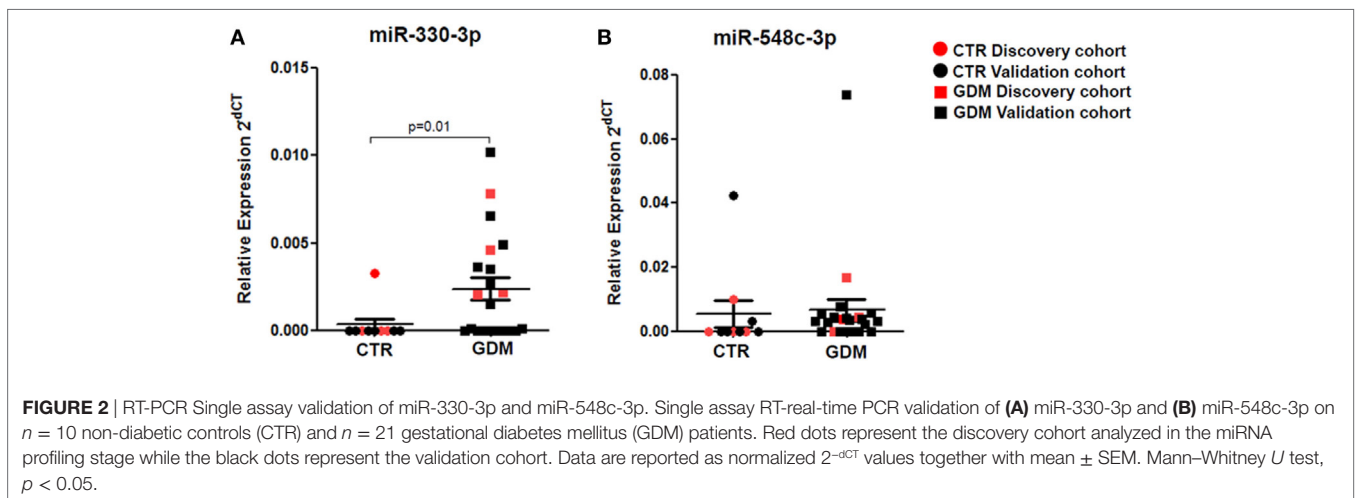 A
miR-330-3p
Relative Expression 2^dCT
0.015
0.010
0.005
0.000
p=0.01
CTR
GDM
B
miR-548c-3p
Relative Expression 2^dCT
0.08
0.06
0.04
0.02
0.00
CTR
GDM
CTR Discovery cohort
CTR Validation cohort
GDM Discovery cohort
GDM Validation cohort
FIGURE 2 | RT-PCR Single assay validation of miR-330-3p and miR-548c-3p. Single assay RT-real-time PCR validation of (A) miR-330-3p and (B) miR-548c-3p on
n = 10 non-diabetic controls (CTR) and n = 21 gestational diabetes mellitus (GDM) patients. Red dots represent the discovery cohort analyzed in the miRNA
profiling stage while the black dots represent the validation cohort. Data are reported as normalized 2^−dCT values together with mean ± SEM. Mann–Whitney U test,
p < 0.05.